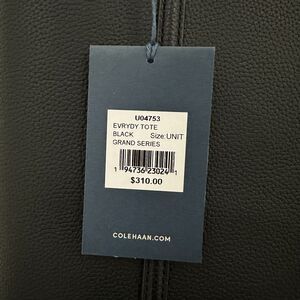 U04753
EVRYDY TOTE
BLACK Size:UNIT
GRAND SERIES
1 94736 23024 1
$310.00
COLEHAAN.COM